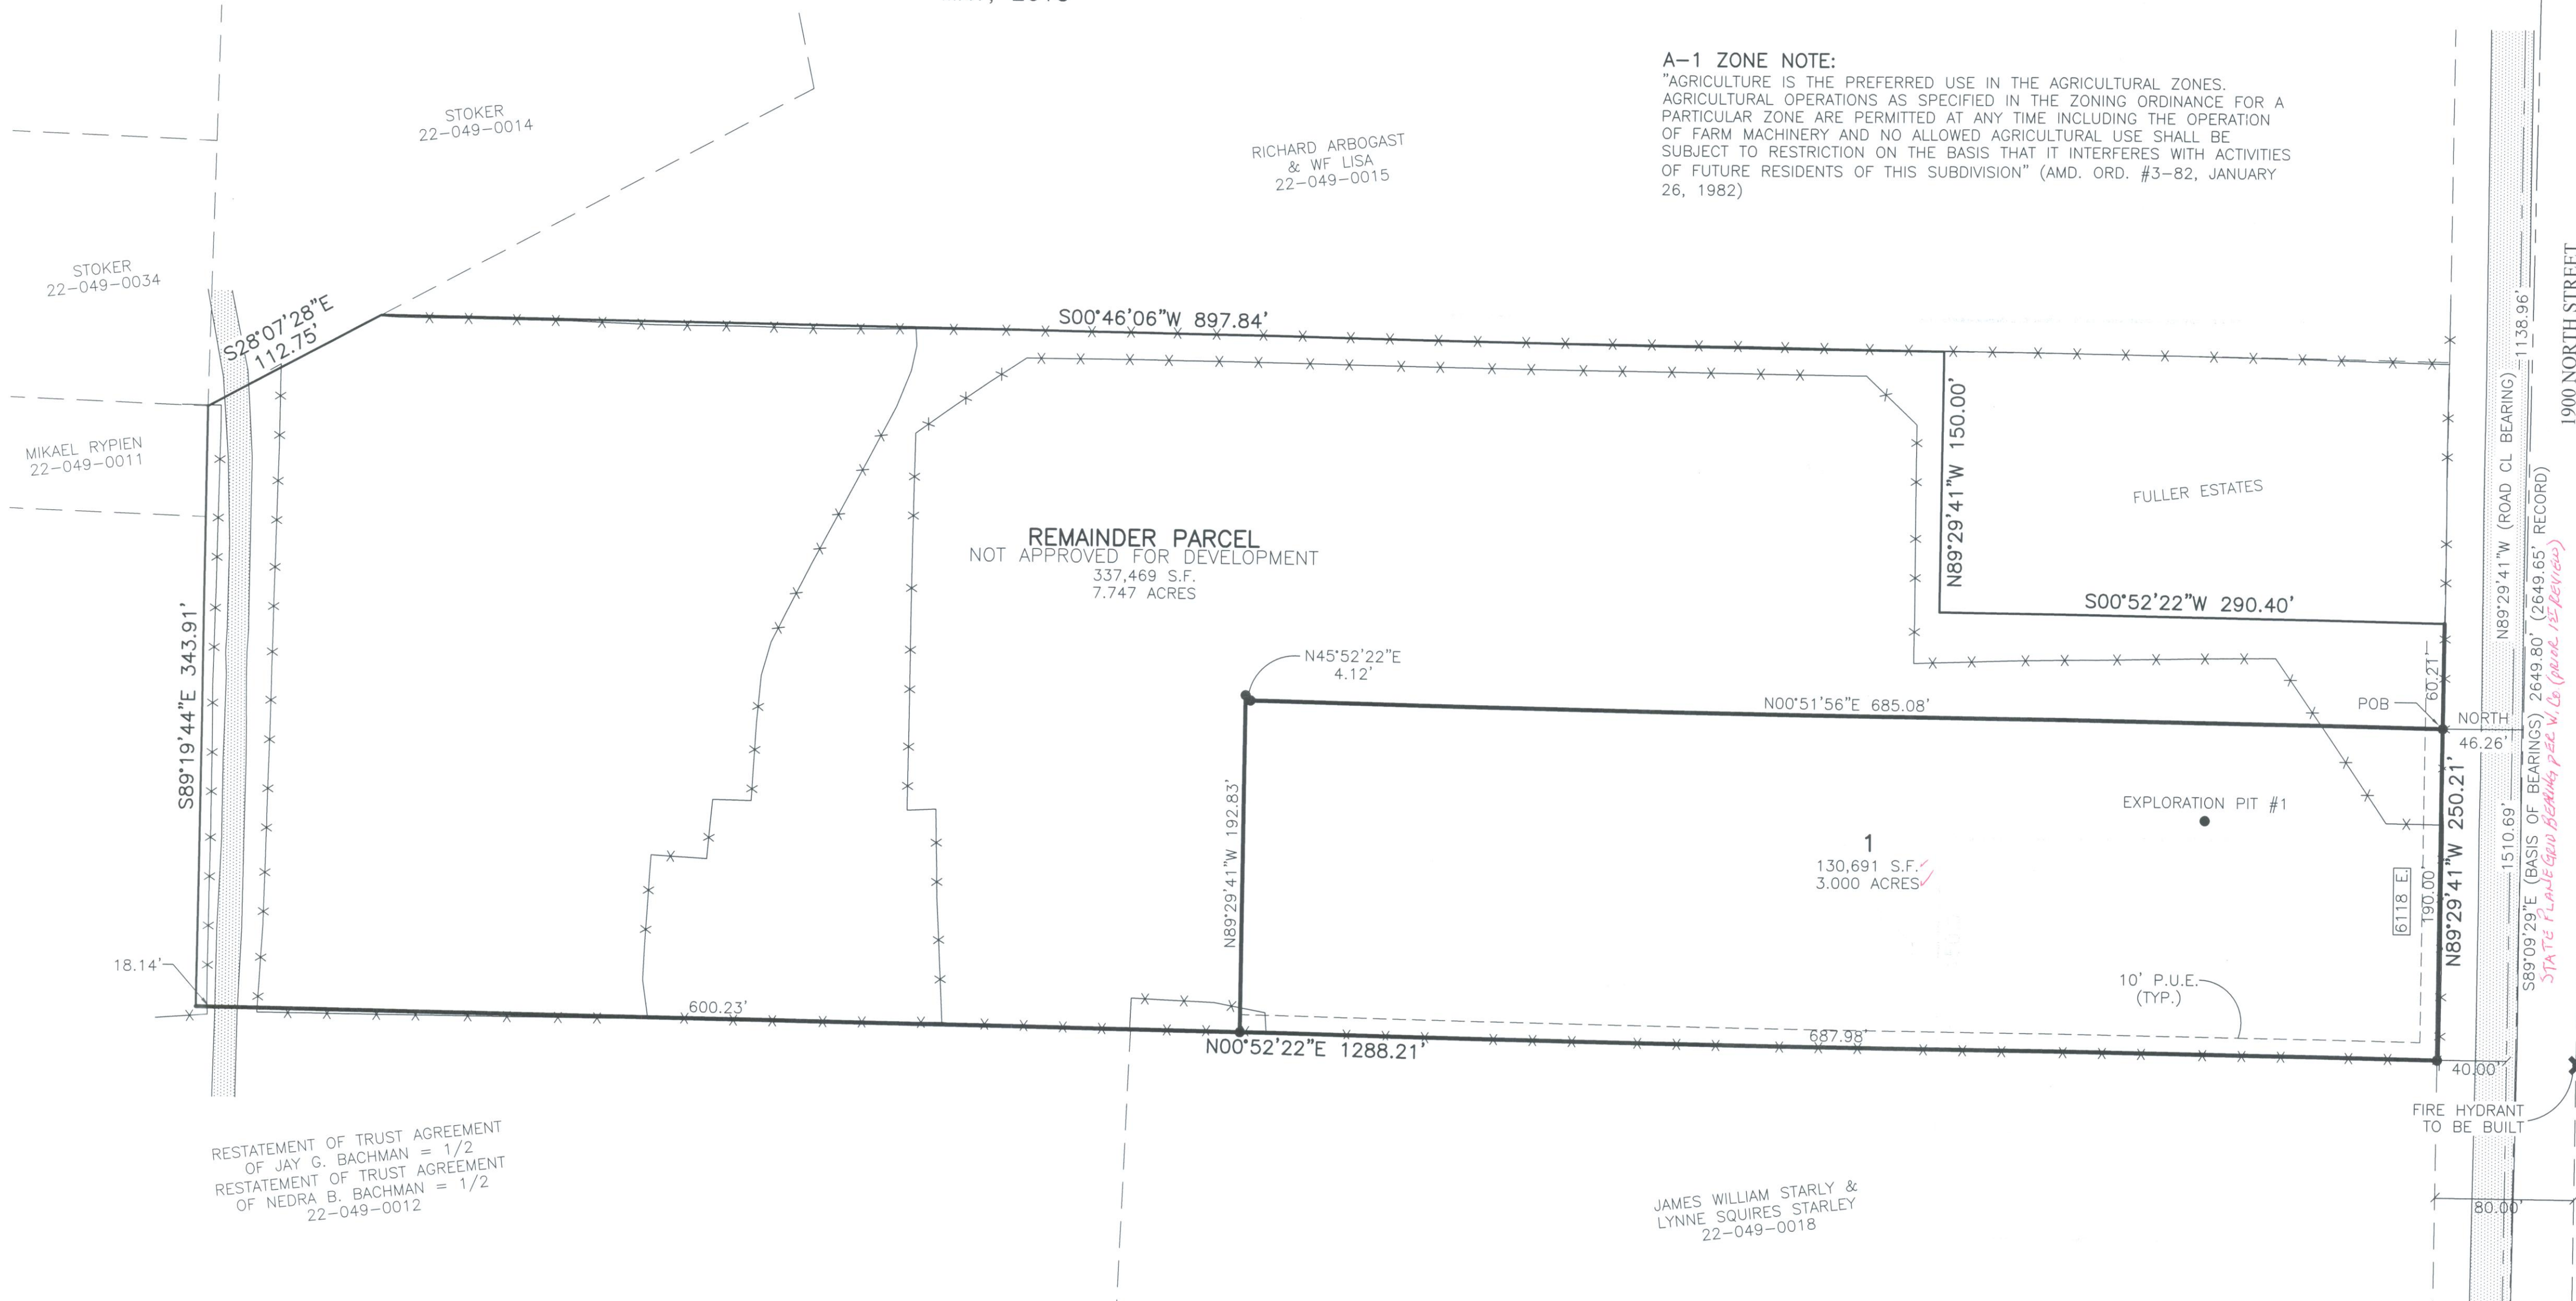 A-1 ZONE NOTE:
"AGRICULTURE IS THE PREFERRED USE IN THE AGRICULTURAL ZONES.
AGRICULTURAL OPERATIONS AS SPECIFIED IN THE ZONING ORDINANCE FOR A
PARTICULAR ZONE ARE PERMITTED AT ANY TIME INCLUDING THE OPERATION
OF FARM MACHINERY AND NO ALLOWED AGRICULTURAL USE SHALL BE
SUBJECT TO RESTRICTION ON THE BASIS THAT IT INTERFERES WITH ACTIVITIES
OF FUTURE RESIDENTS OF THIS SUBDIVISION" (AMD. ORD. #3-82, JANUARY
26, 1982)
STOKER
22-049-0014
RICHARD ARBOGAST
& WF LISA
22-049-0015
STOKER
22-049-0034
S28°07'28"E
112.75'
S00°46'06"W 897.84'
MIKAEL RYPIEN
22-049-0011
N89°29'41"W 150.00'
FULLER ESTATES
REMAINDER PARCEL
NOT APPROVED FOR DEVELOPMENT
337,469 S.F.
7.747 ACRES
S00°52'22"W 290.40'
S89°19'44"E 343.91'
N45°52'22"E
4.12'
N00°51'56"E 685.08'
60.21'
POB
NORTH
46.26'
N89°29'41"W 192.83'
EXPLORATION PIT #1
1
130,691 S.F.
3.000 ACRES
6118 E.
190.00'
N89°29'41"W 250.21'
18.14'
10' P.U.E.
(TYP.)
600.23'
687.98'
N00°52'22"E 1288.21'
40.00'
FIRE HYDRANT
TO BE BUILT
80.00'
1138.96'
N89°29'41"W (ROAD CL BEARING)
1510.69'
S89°09'29"E (BASIS OF BEARINGS) 2649.80' (2649.65' RECORD)
STATE PLANE GRID BEARING PER W. Co (PRIOR 1ST REVIEW)
1900 NORTH STREET
RESTATEMENT OF TRUST AGREEMENT
OF JAY G. BACHMAN = 1/2
RESTATEMENT OF TRUST AGREEMENT
OF NEDRA B. BACHMAN = 1/2
22-049-0012
JAMES WILLIAM STARLY &
LYNNE SQUIRES STARLEY
22-049-0018